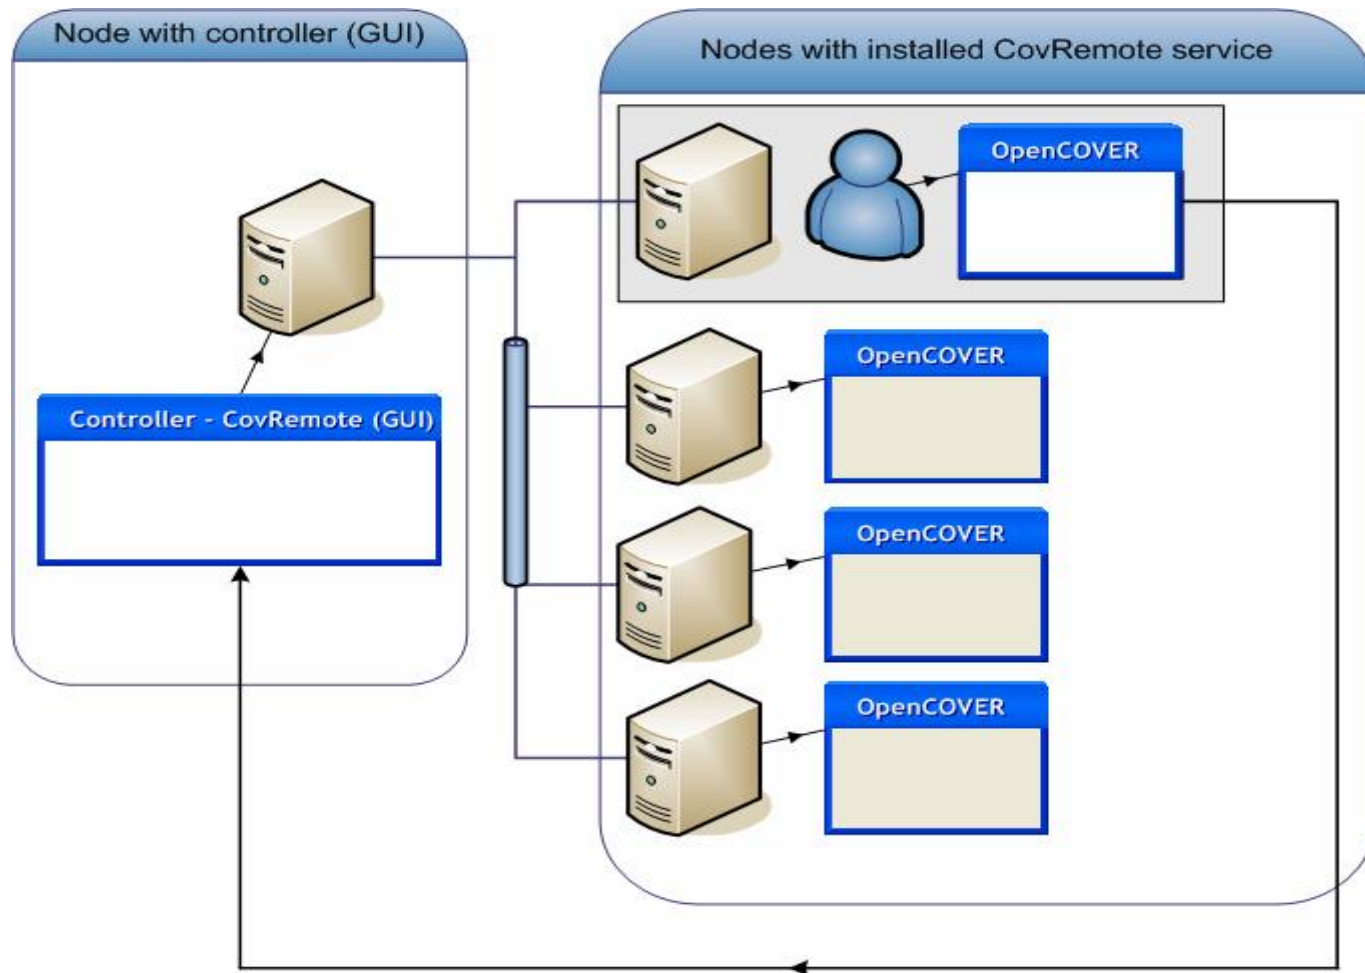 Node with controller (GUI)
Nodes with installed CovRemote service
OpenCOVER
OpenCOVER
Controller - CovRemote (GUI)
OpenCOVER
OpenCOVER